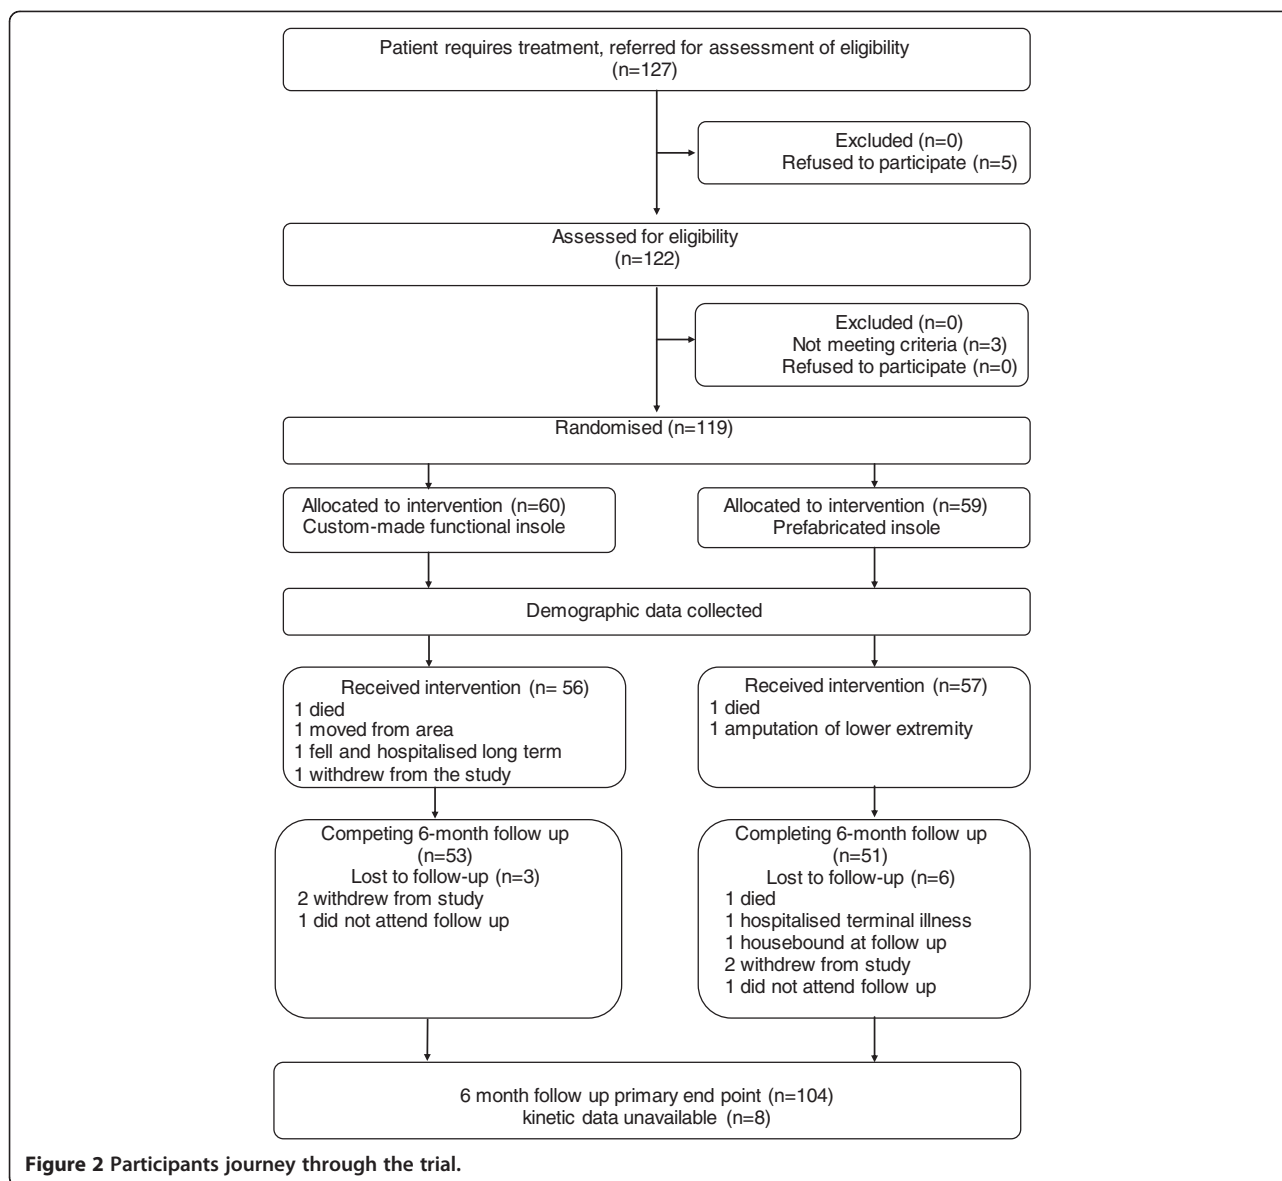 Patient requires treatment, referred for assessment of eligibility
(n=127)
Excluded (n=0)
Refused to participate (n=5)
Assessed for eligibility
(n=122)
Excluded (n=0)
Not meeting criteria (n=3)
Refused to participate (n=0)
Randomised (n=119)
Allocated to intervention (n=60)
Custom-made functional insole
Allocated to intervention (n=59)
Prefabricated insole
Demographic data collected
Received intervention (n= 56)
1 died
1 moved from area
1 fell and hospitalised long term
1 withdrew from the study
Received intervention (n=57)
1 died
1 amputation of lower extremity
Competing 6-month follow up
(n=53)
Lost to follow-up (n=3)
2 withdrew from study
1 did not attend follow up
Completing 6-month follow up
(n=51)
Lost to follow-up (n=6)
1 died
1 hospitalised terminal illness
1 housebound at follow up
2 withdrew from study
1 did not attend follow up
6 month follow up primary end point (n=104)
kinetic data unavailable (n=8)
Figure 2 Participants journey through the trial.